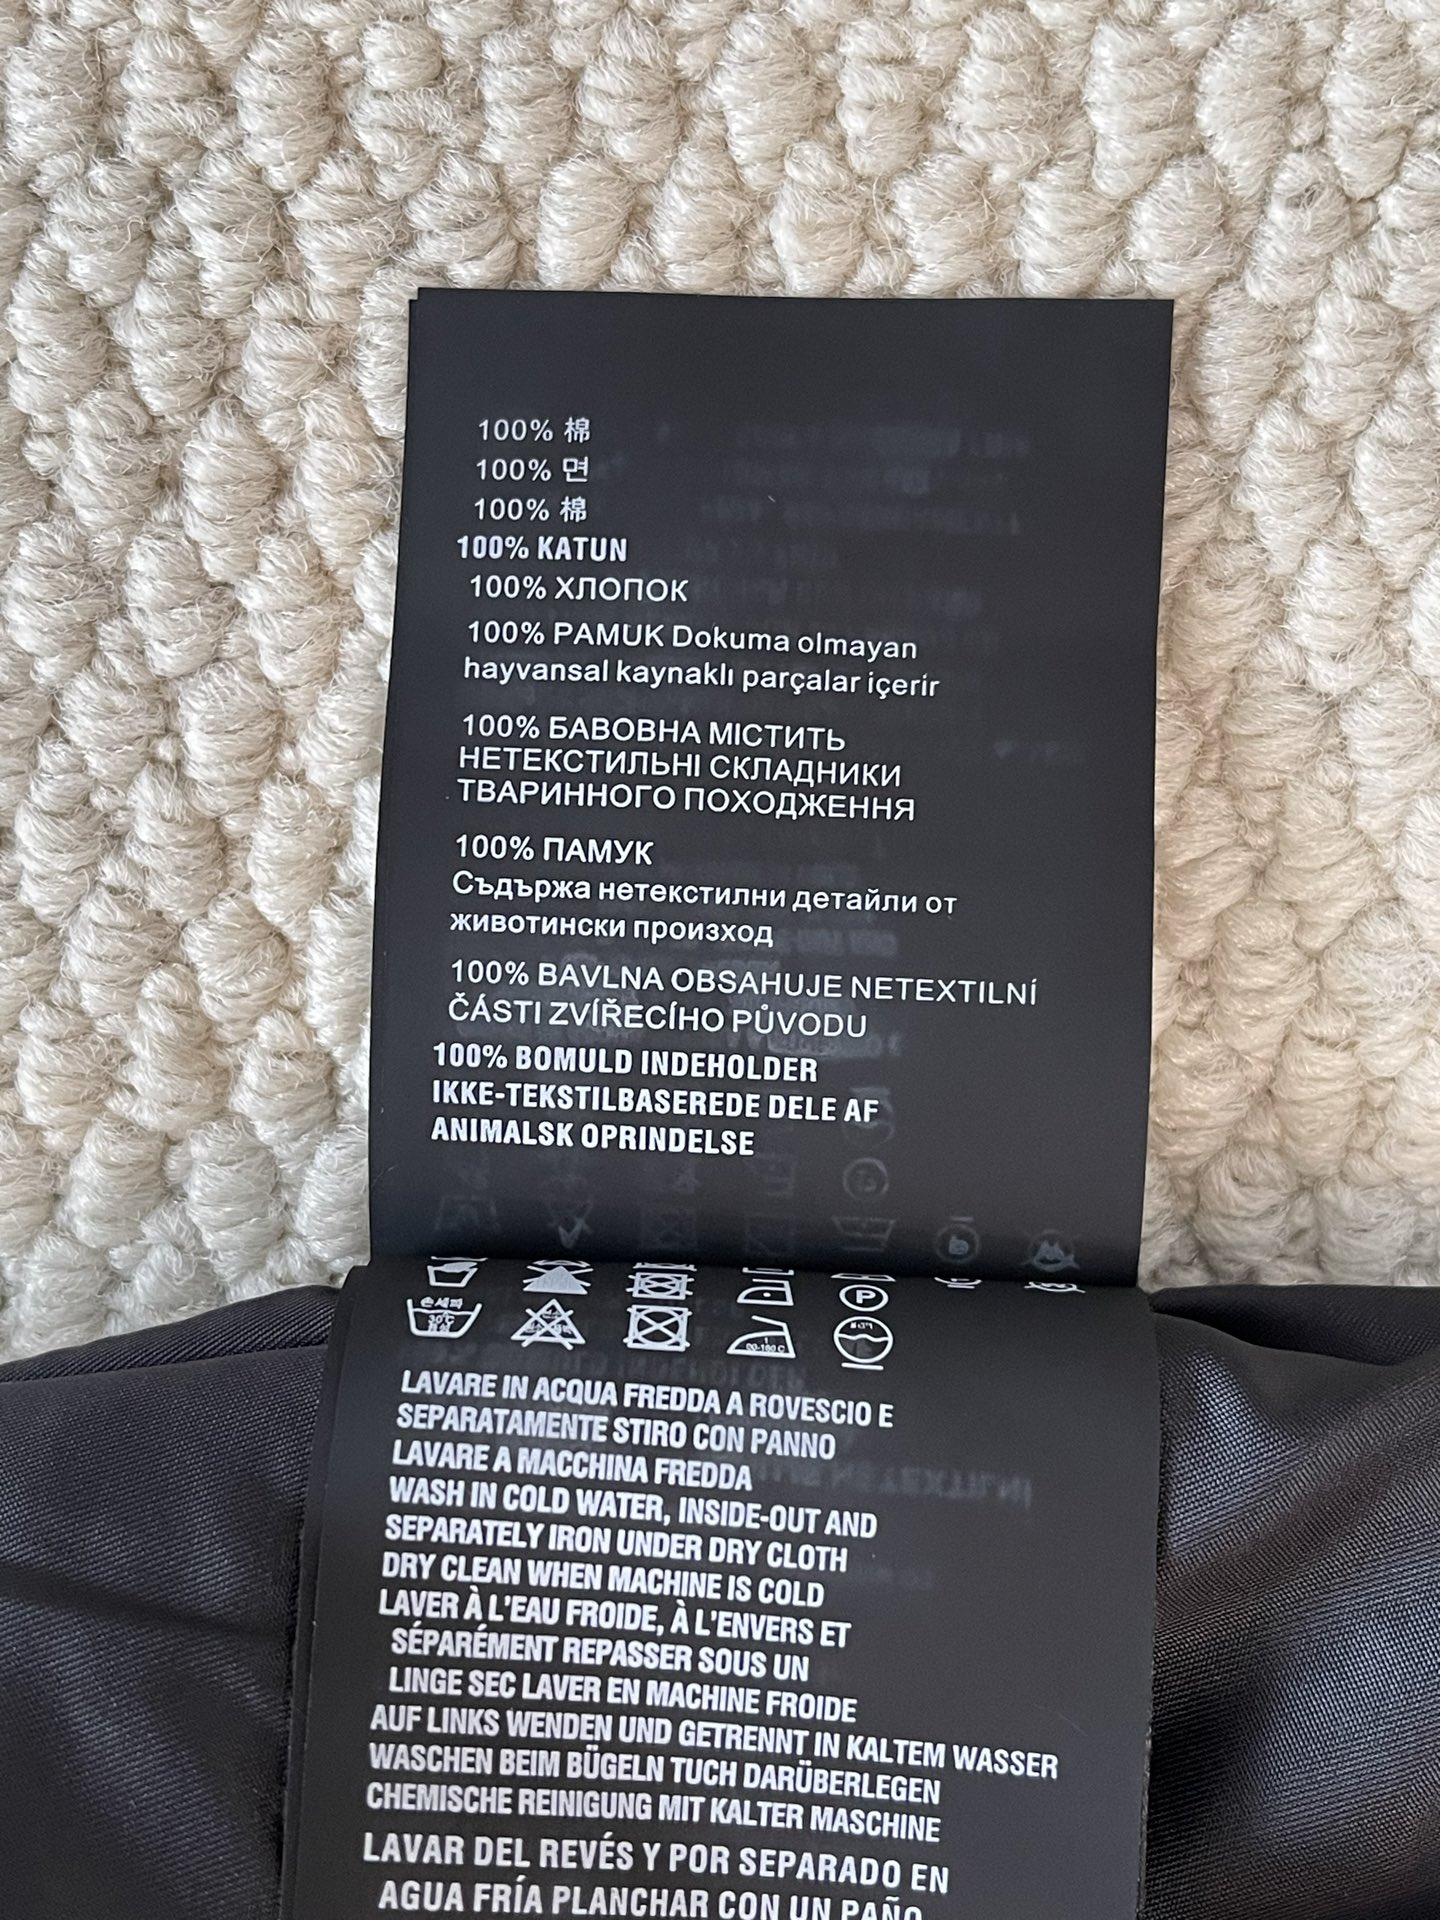 100% 棉
100% 면
100% 棉
100% KATUN
100% ХЛОПОК
100% PAMUK Dokuma olmayan
hayvansal kaynaklı parçalar içerir
100% БАВОВНА МІСТИТЬ
НЕТЕКСТИЛЬНІ СКЛАДНИКИ
ТВАРИННОГО ПОХОДЖЕННЯ
100% ПАМУК
Съдържа нетекстилни детайли от
животински произход
100% BAVLNA OBSAHUJE NETEXTILNÍ
ČÁSTI ZVÍŘECÍHO PŮVODU
100% BOMULD INDEHOLDER
IKKE-TEKSTILBASEREDE DELE AF
ANIMALSK OPRINDELSE
P
손세탁
30°C
중성
LAVARE IN ACQUA FREDDA A ROVESCIO E
SEPARATAMENTE STIRO CON PANNO
LAVARE A MACCHINA FREDDA
WASH IN COLD WATER, INSIDE-OUT AND
SEPARATELY IRON UNDER DRY CLOTH
DRY CLEAN WHEN MACHINE IS COLD
LAVER À L'EAU FROIDE, À L'ENVERS ET
SÉPARÉMENT REPASSER SOUS UN
LINGE SEC LAVER EN MACHINE FROIDE
AUF LINKS WENDEN UND GETRENNT IN KALTEM WASSER
WASCHEN BEIM BÜGELN TUCH DARÜBERLEGEN
CHEMISCHE REINIGUNG MIT KALTER MASCHINE
LAVAR DEL REVÉS Y POR SEPARADO EN
AGUA FRÍA PLANCHAR CON UN PAÑO